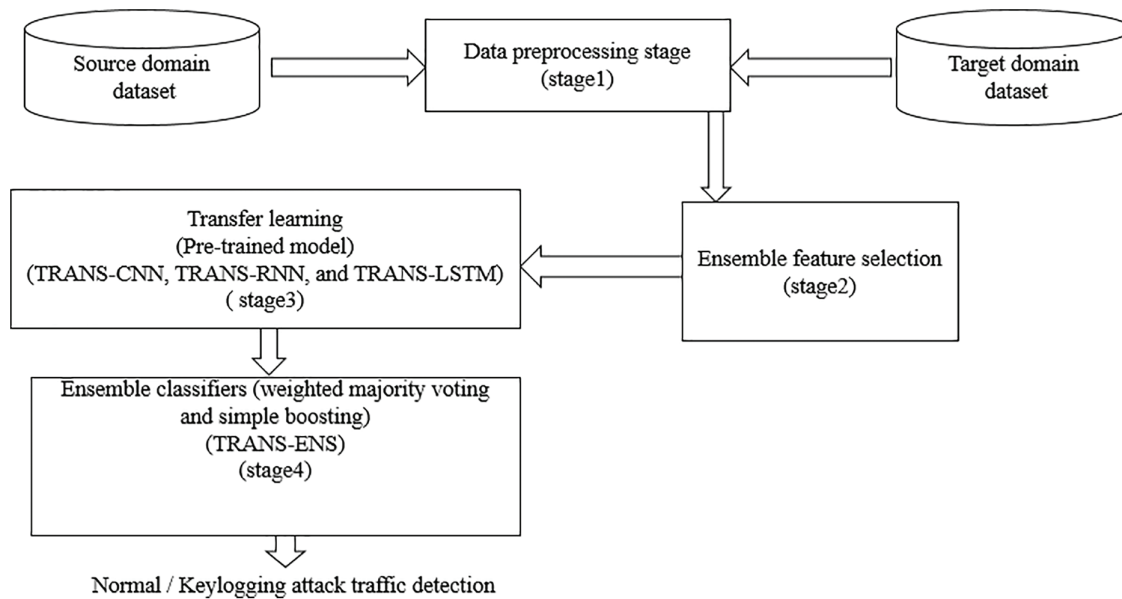 Source domain
dataset
Data preprocessing stage
(stage1)
Target domain
dataset
Transfer learning
(Pre-trained model)
(TRANS-CNN, TRANS-RNN, and TRANS-LSTM)
( stage3)
Ensemble feature selection
(stage2)
Ensemble classifiers (weighted majority voting
and simple boosting)
(TRANS-ENS)
(stage4)
Normal / Keylogging attack traffic detection